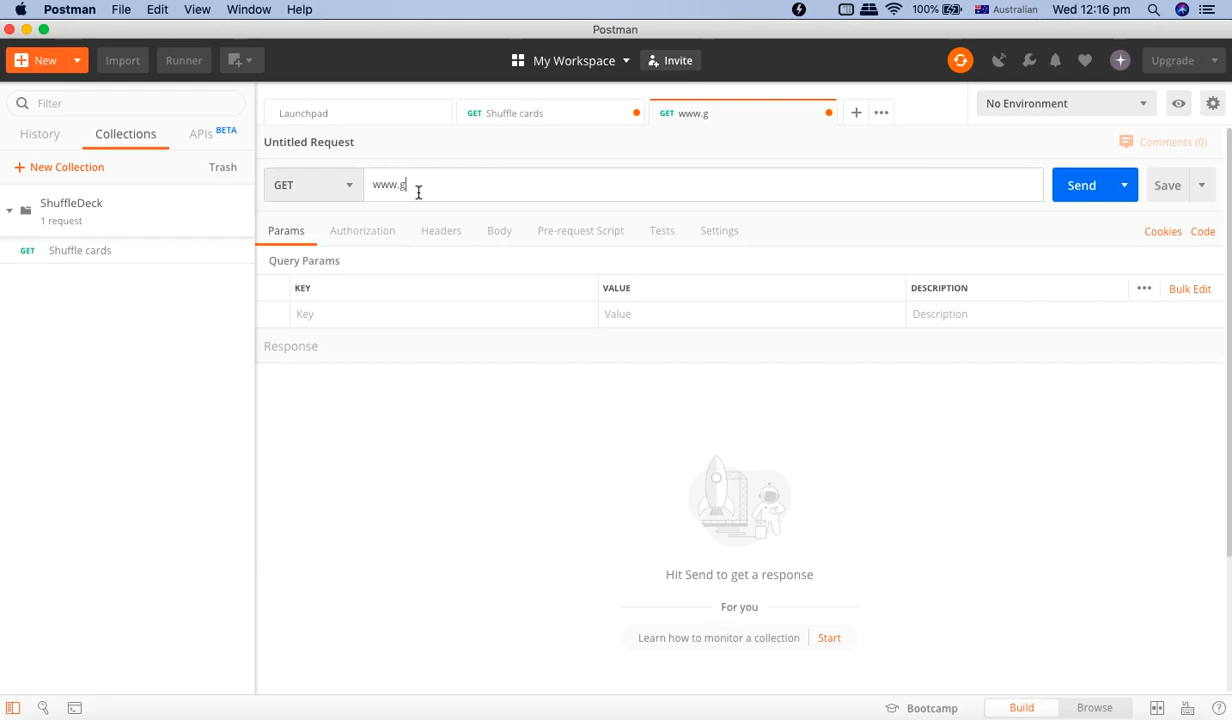 Postman File Edit View Window Help 100% Australian Wed 12:16 pm
Postman
New Import Runner My Workspace Invite Upgrade
Filter
History Collections APIs BETA
New Collection Trash
ShuffleDeck
1 request
GET Shuffle cards
Launchpad GET Shuffle cards GET www.g No Environment
Untitled Request Comments (0)
GET www.g Send Save
Params Authorization Headers Body Pre-request Script Tests Settings Cookies Code
Query Params
KEY VALUE DESCRIPTION Bulk Edit
Key Value Description
Response
Hit Send to get a response
For you
Learn how to monitor a collection Start
Bootcamp Build Browse